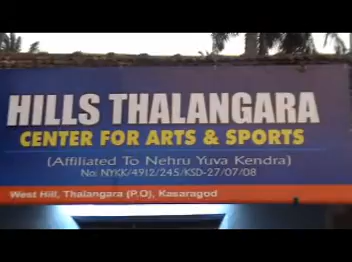 HILLS THALANGARA
CENTER FOR ARTS & SPORTS
(Affiliated To Nehru Yuva Kendra)
No: NYKK/4912/245/KSD-27/07/08
West Hill, Thalangara (P.O), Kasaragod